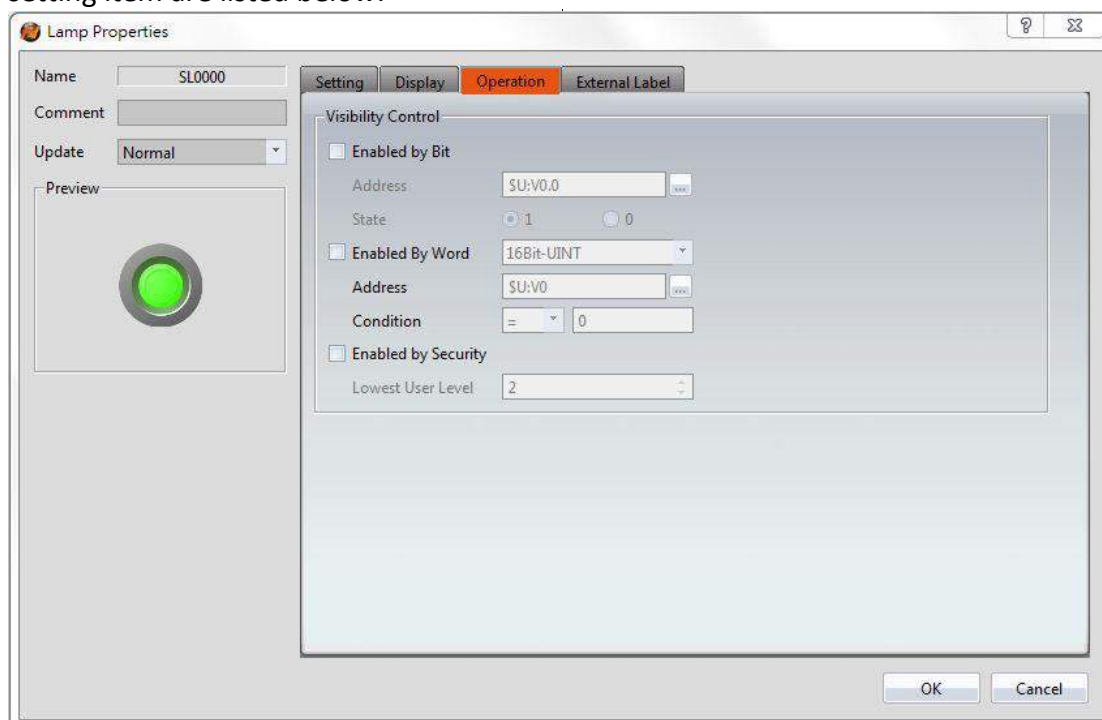 setting item are listed below:
Lamp Properties
Name SL0000
Comment
Update Normal
Preview
Setting Display Operation External Label
Visibility Control
Enabled by Bit
Address $U:V0.0 ...
State 1 0
Enabled By Word 16Bit-UINT
Address $U:V0 ...
Condition = 0
Enabled by Security
Lowest User Level 2
OK Cancel